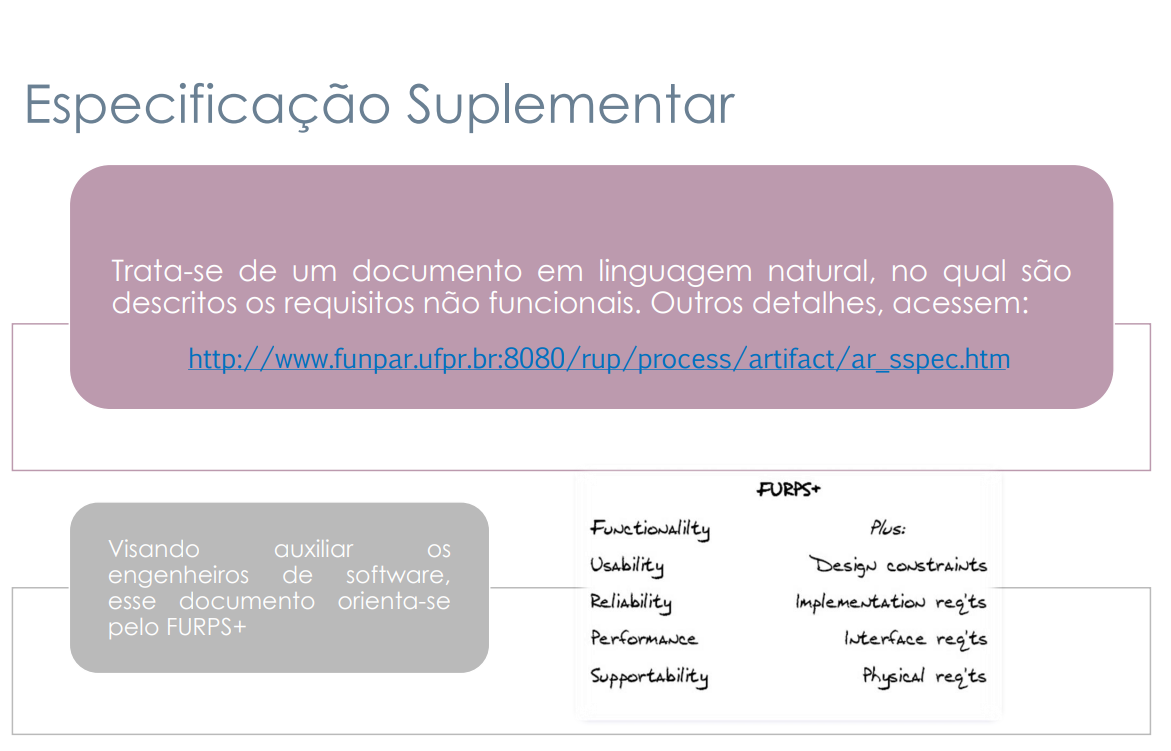 Especificação Suplementar
Trata-se de um documento em linguagem natural, no qual são
descritos os requisitos não funcionais. Outros detalhes, acessem:
http://www.funpar.ufpr.br:8080/rup/process/artifact/ar_sspec.htm
Visando auxiliar os
engenheiros de software,
esse documento orienta-se
pelo FURPS+
FURPS+
Functionalilty
Usability
Reliability
Performance
Supportability
Plus:
Design constraints
Implementation req'ts
Interface req'ts
Physical req'ts